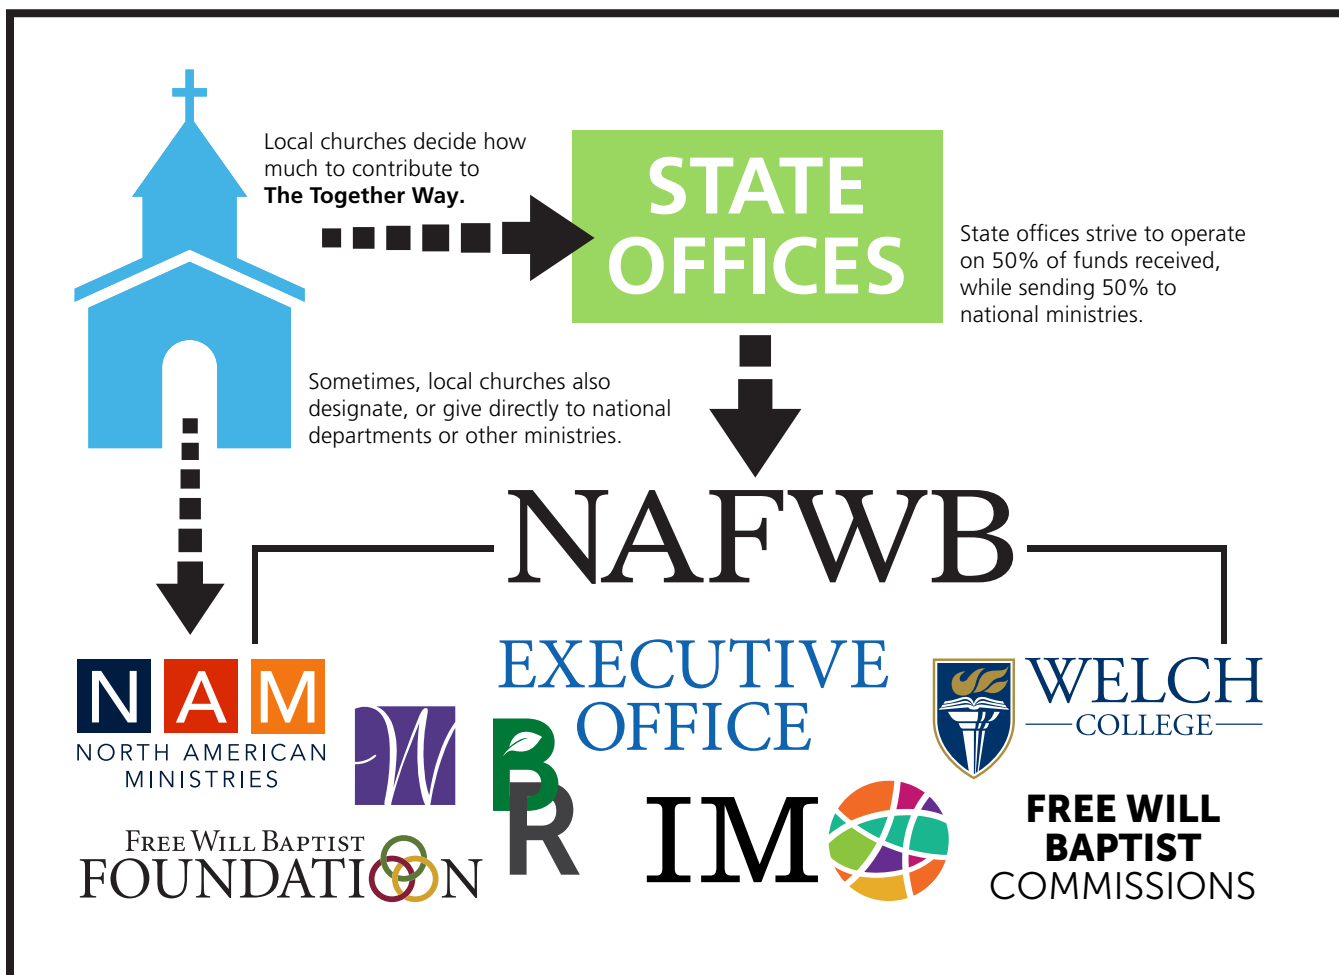 Local churches decide how
much to contribute to
The Together Way.
STATE
OFFICES
State offices strive to operate
on 50% of funds received,
while sending 50% to
national ministries.
Sometimes, local churches also
designate, or give directly to national
departments or other ministries.
NAFWB
NAM
NORTH AMERICAN
MINISTRIES
W
EXECUTIVE
OFFICE
BR
WELCH
COLLEGE
FREE WILL BAPTIST
FOUNDATION
IM
FREE WILL
BAPTIST
COMMISSIONS